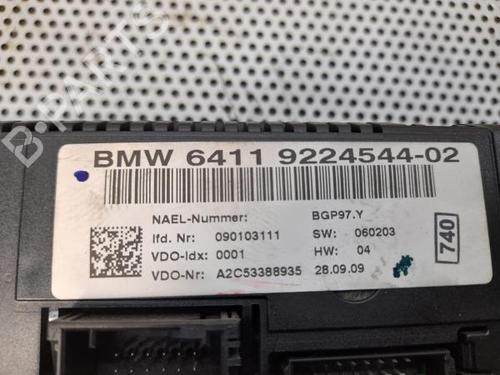 B-PARTS
BMW 6411 9224544-02
NAEL-Nummer: BGP97.Y
lfd. Nr: 090103111 SW: 060203
VDO-Idx: 0001 HW: 04
VDO-Nr: A2C53388935 28.09.09
740